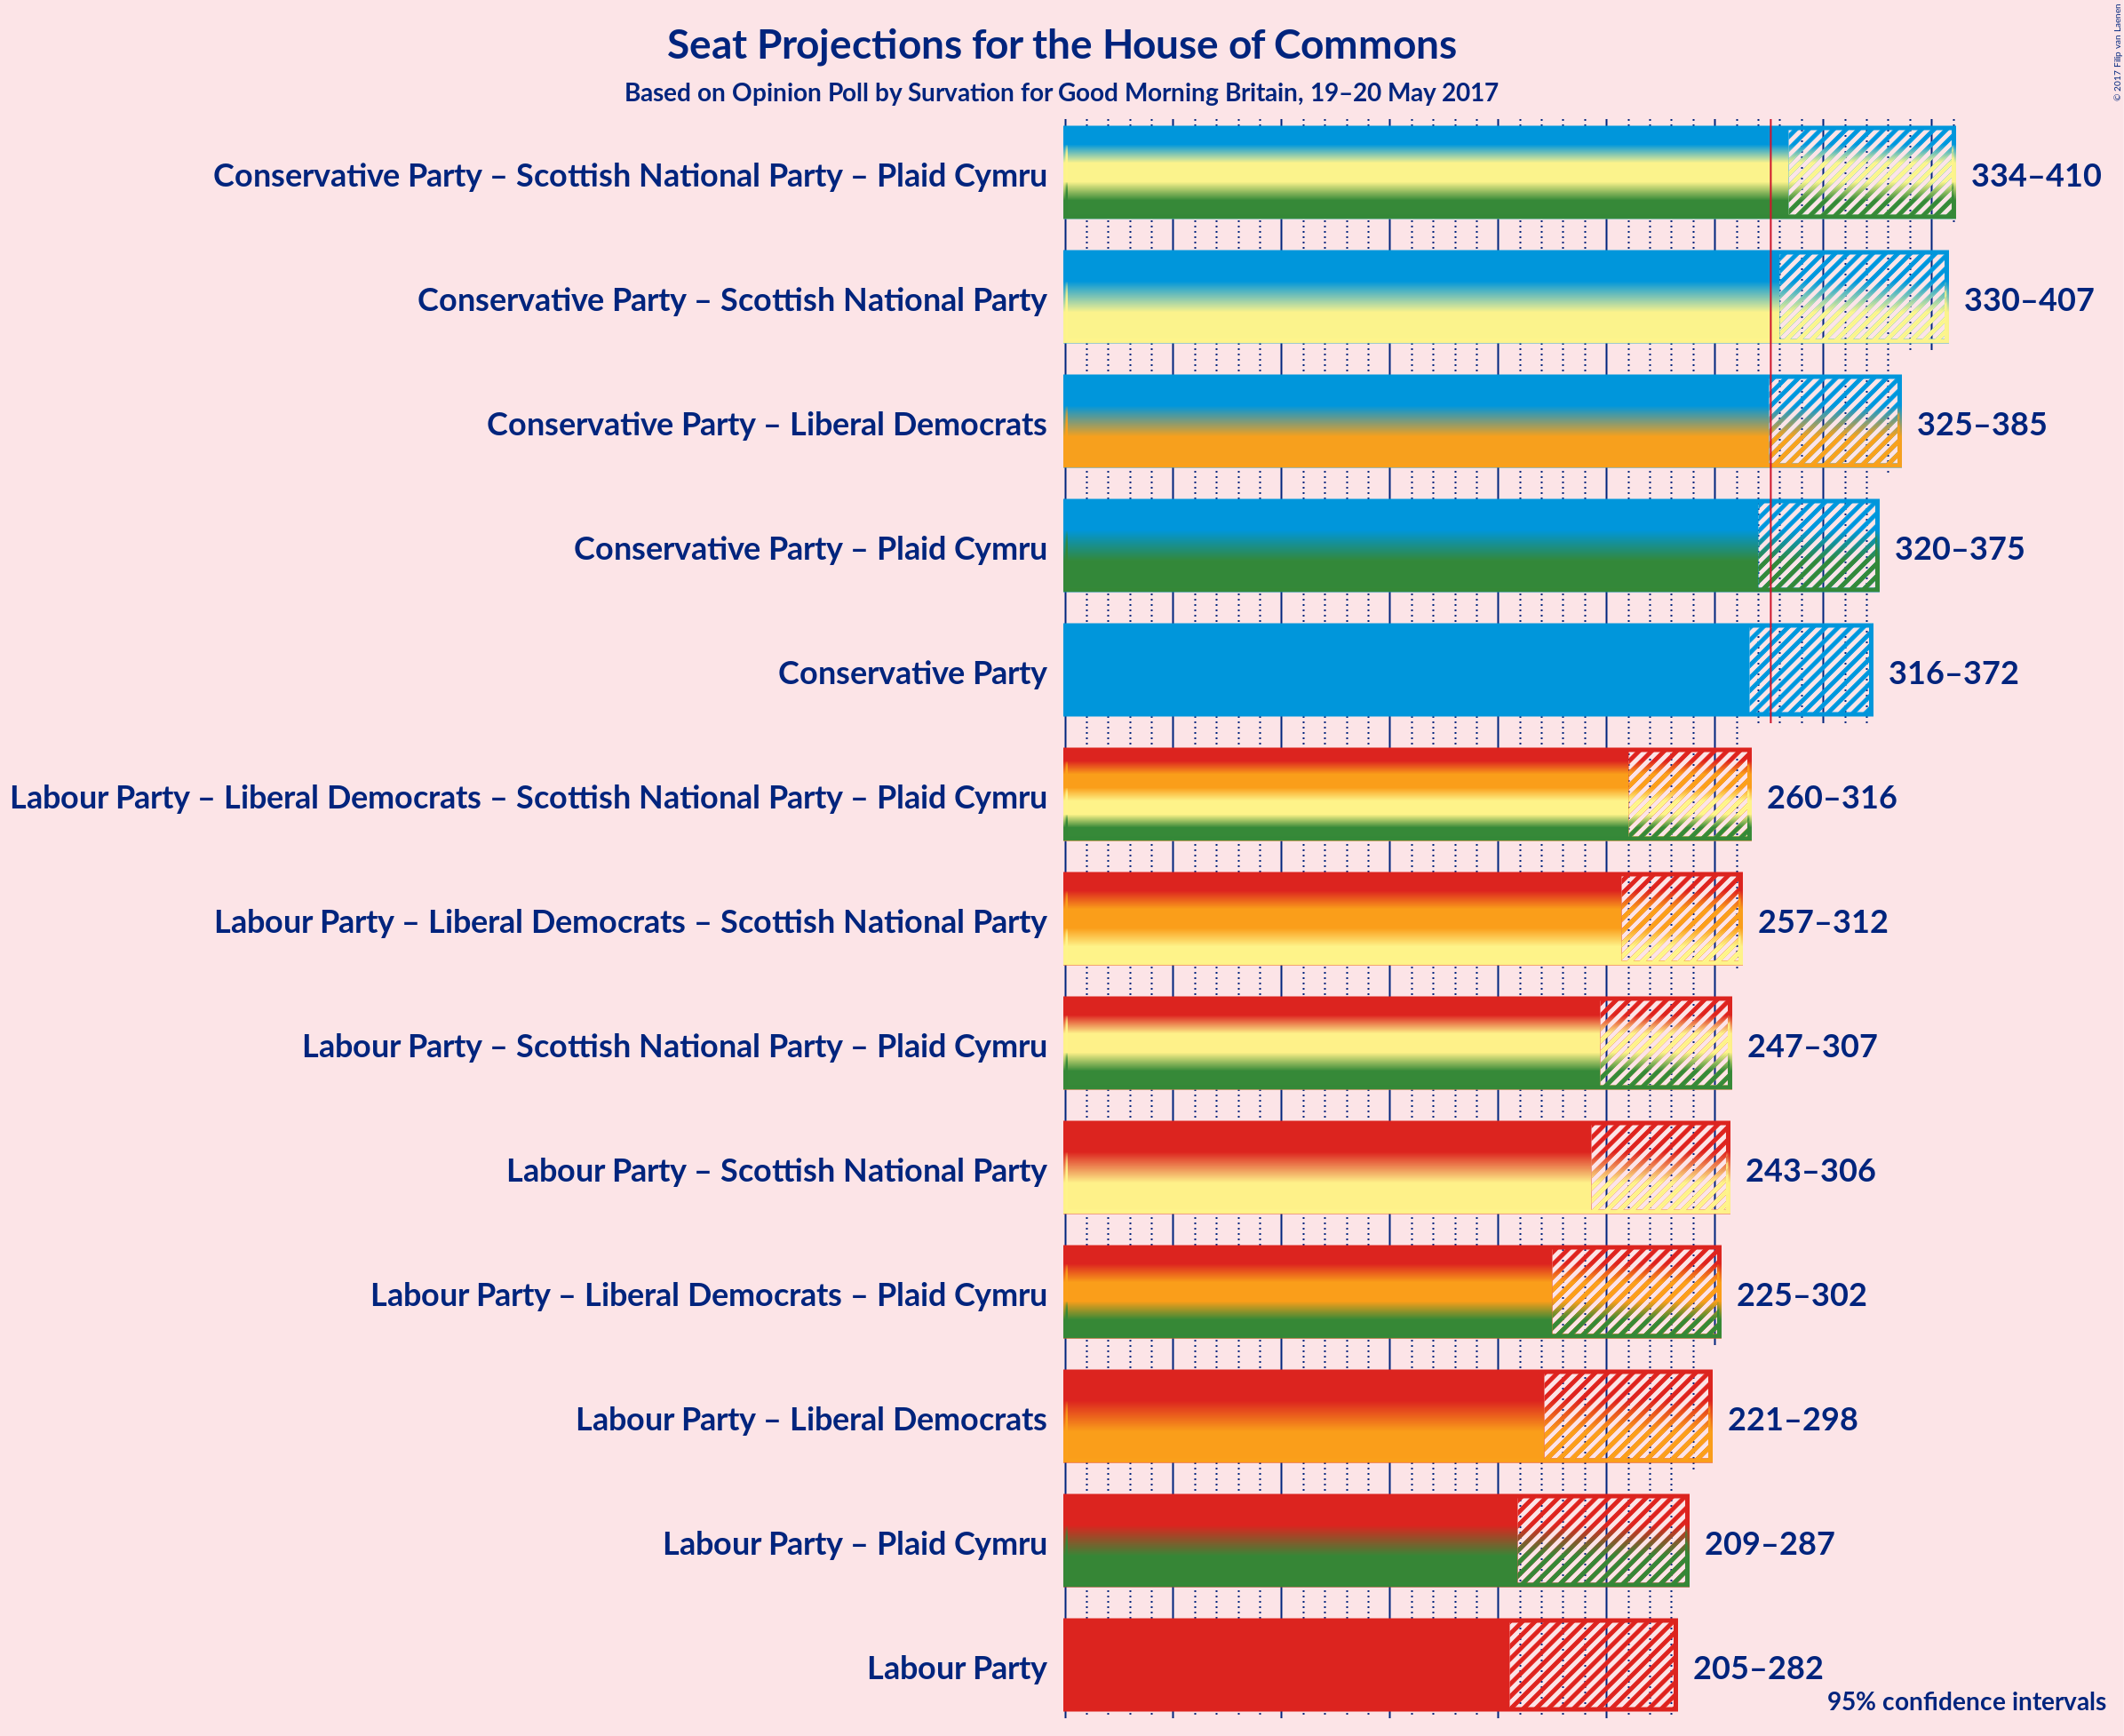 Seat Projections for the House of Commons
Based on Opinion Poll by Survation for Good Morning Britain, 19–20 May 2017
© 2017 Filip van Laenen
Conservative Party – Scottish National Party – Plaid Cymru 334–410
Conservative Party – Scottish National Party 330–407
Conservative Party – Liberal Democrats 325–385
Conservative Party – Plaid Cymru 320–375
Conservative Party 316–372
Labour Party – Liberal Democrats – Scottish National Party – Plaid Cymru 260–316
Labour Party – Liberal Democrats – Scottish National Party 257–312
Labour Party – Scottish National Party – Plaid Cymru 247–307
Labour Party – Scottish National Party 243–306
Labour Party – Liberal Democrats – Plaid Cymru 225–302
Labour Party – Liberal Democrats 221–298
Labour Party – Plaid Cymru 209–287
Labour Party 205–282
95% confidence intervals